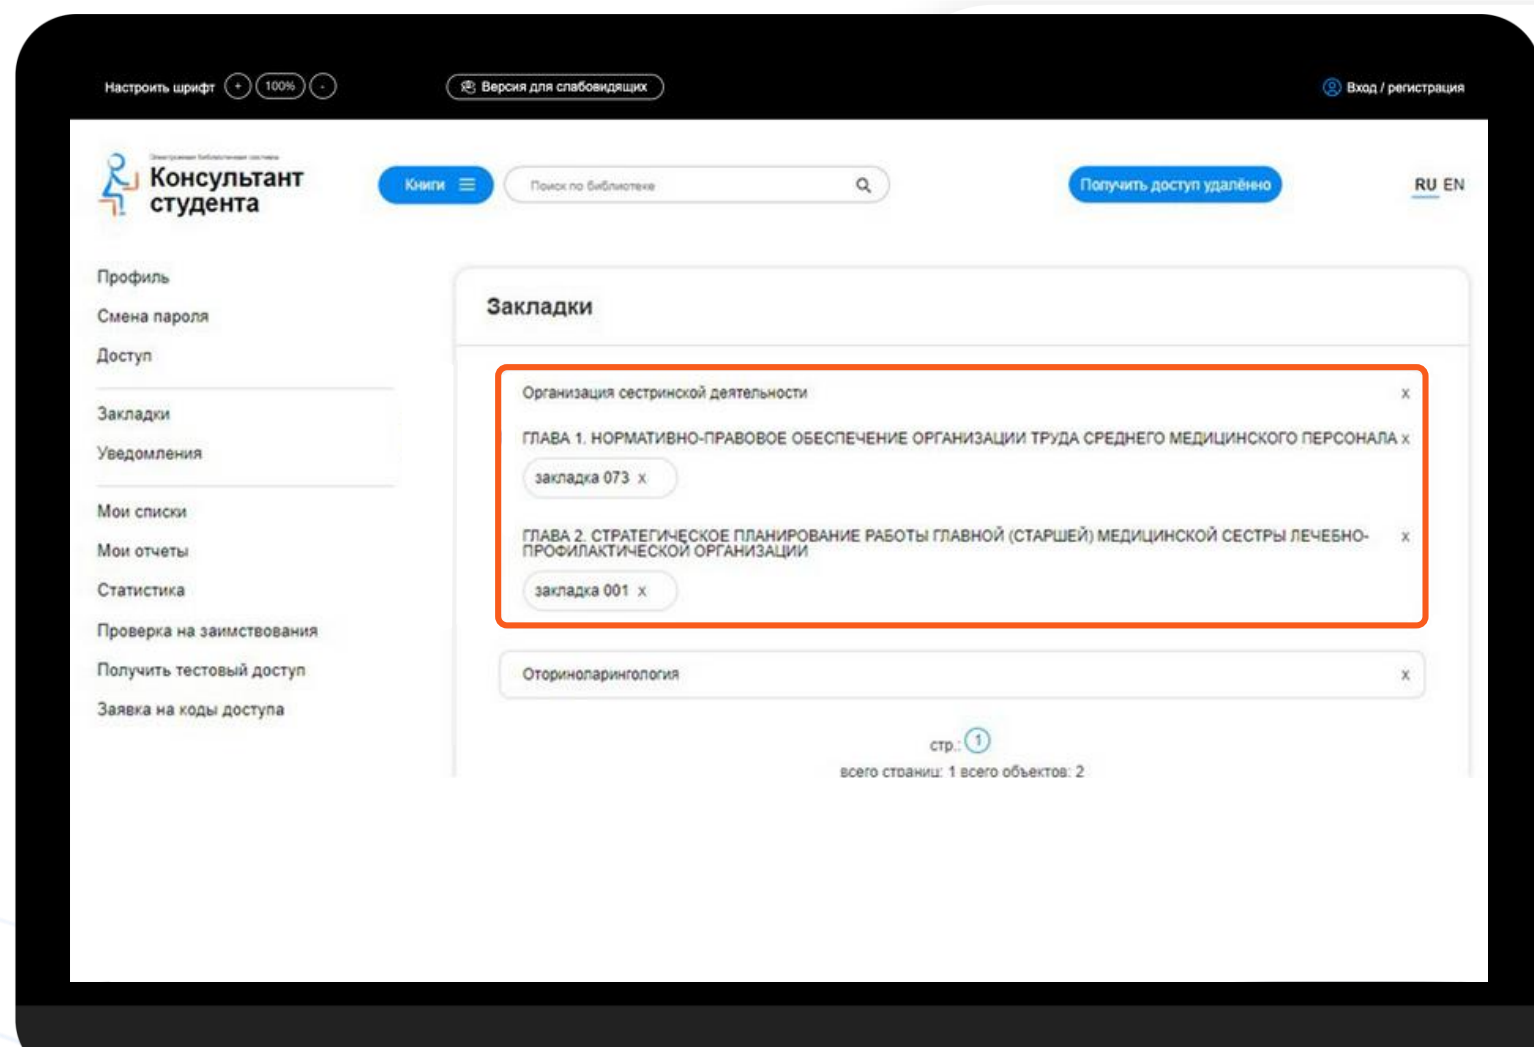 Настроить шрифт + 100% -
Версия для слабовидящих
Вход / регистрация
Электронная библиотечная система
Консультант
студента
Книги
Поиск по библиотеке
Получить доступ удалённо
RU EN
Профиль
Смена пароля
Доступ
Закладки
Уведомления
Мои списки
Мои отчеты
Статистика
Проверка на заимствования
Получить тестовый доступ
Заявка на коды доступа
Закладки
Организация сестринской деятельности x
ГЛАВА 1. НОРМАТИВНО-ПРАВОВОЕ ОБЕСПЕЧЕНИЕ ОРГАНИЗАЦИИ ТРУДА СРЕДНЕГО МЕДИЦИНСКОГО ПЕРСОНАЛА x
закладка 073 x
ГЛАВА 2. СТРАТЕГИЧЕСКОЕ ПЛАНИРОВАНИЕ РАБОТЫ ГЛАВНОЙ (СТАРШЕЙ) МЕДИЦИНСКОЙ СЕСТРЫ ЛЕЧЕБНО- x
ПРОФИЛАКТИЧЕСКОЙ ОРГАНИЗАЦИИ
закладка 001 x
Оториноларингология x
стр.: 1
всего страниц: 1 всего объектов: 2